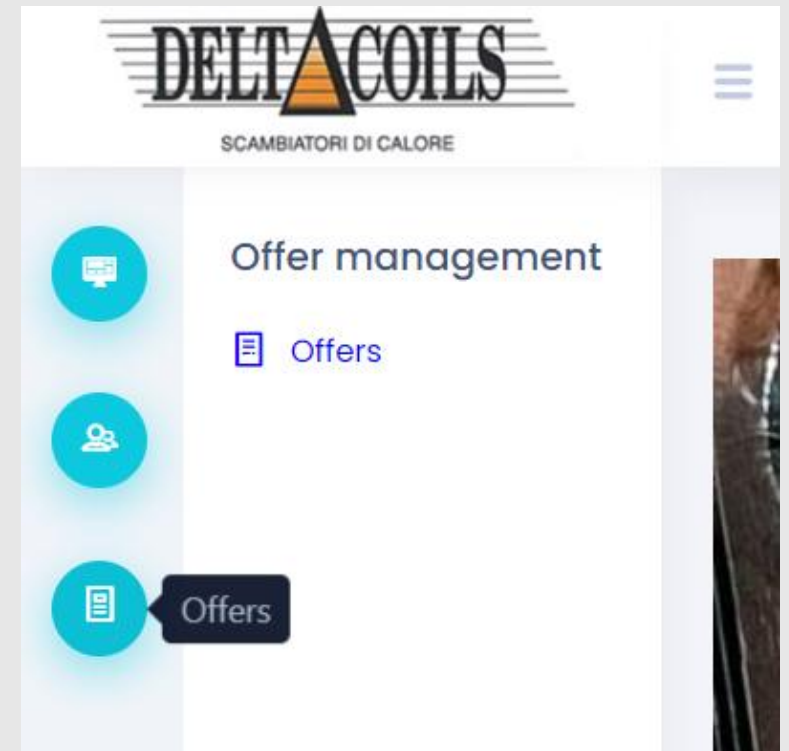 DELTACOILS
SCAMBIATORI DI CALORE
Offer management
Offers
Offers